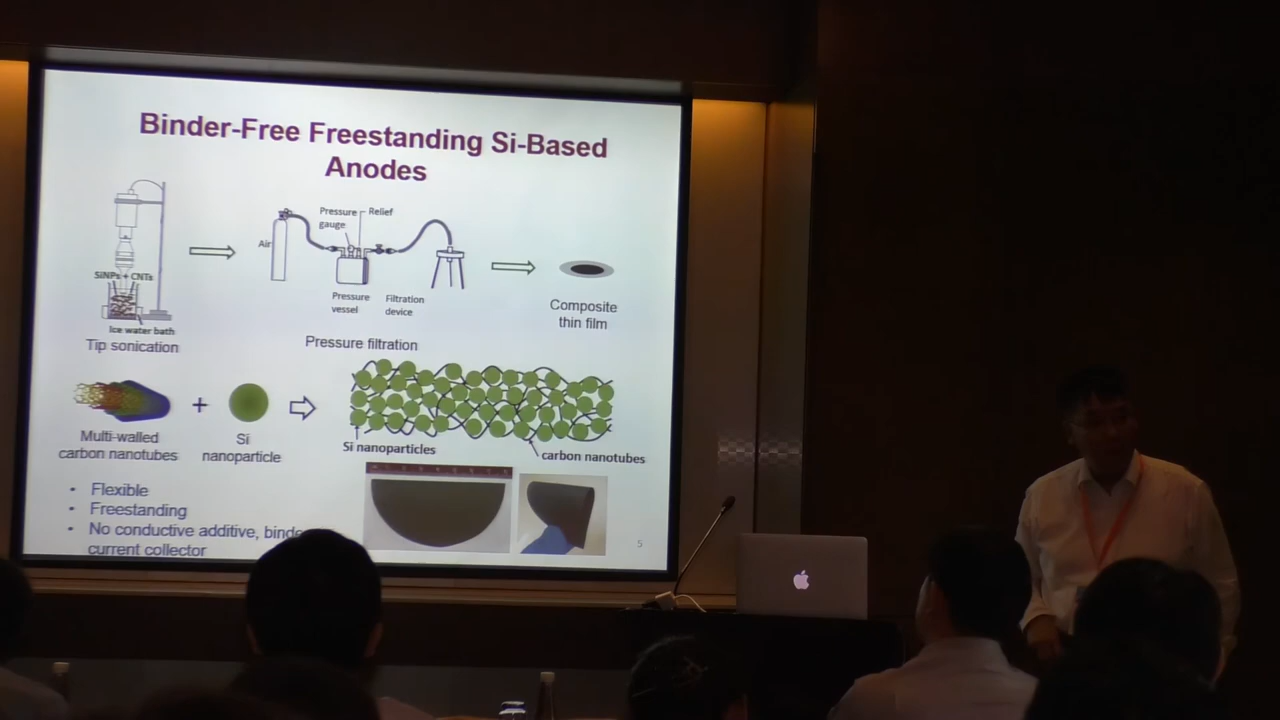 Binder-Free Freestanding Si-Based
Anodes
SiNPs + CNTs
Ice water bath
Tip sonication
Air
Pressure
gauge
Relief
Pressure
vessel
Filtration
device
Pressure filtration
Composite
thin film
Multi-walled
carbon nanotubes
+
Si
nanoparticle
Si nanoparticles
carbon nanotubes
• Flexible
• Freestanding
• No conductive additive,
current collector
5